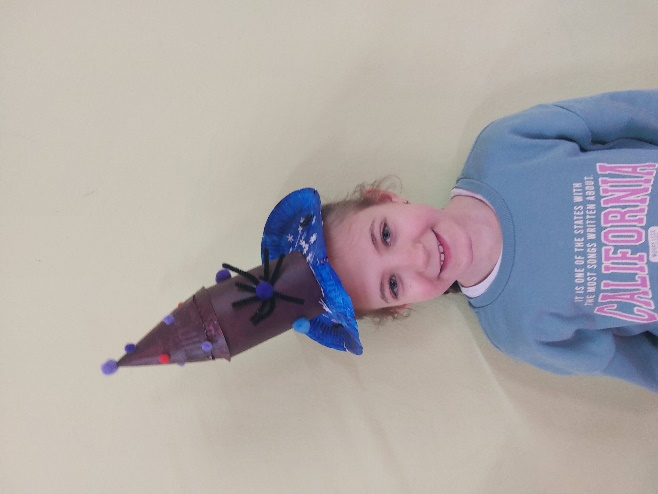 IT IS ONE OF THE STATES WITH
THE MOST SONGS WRITTEN ABOUT.
CALIFORNIA